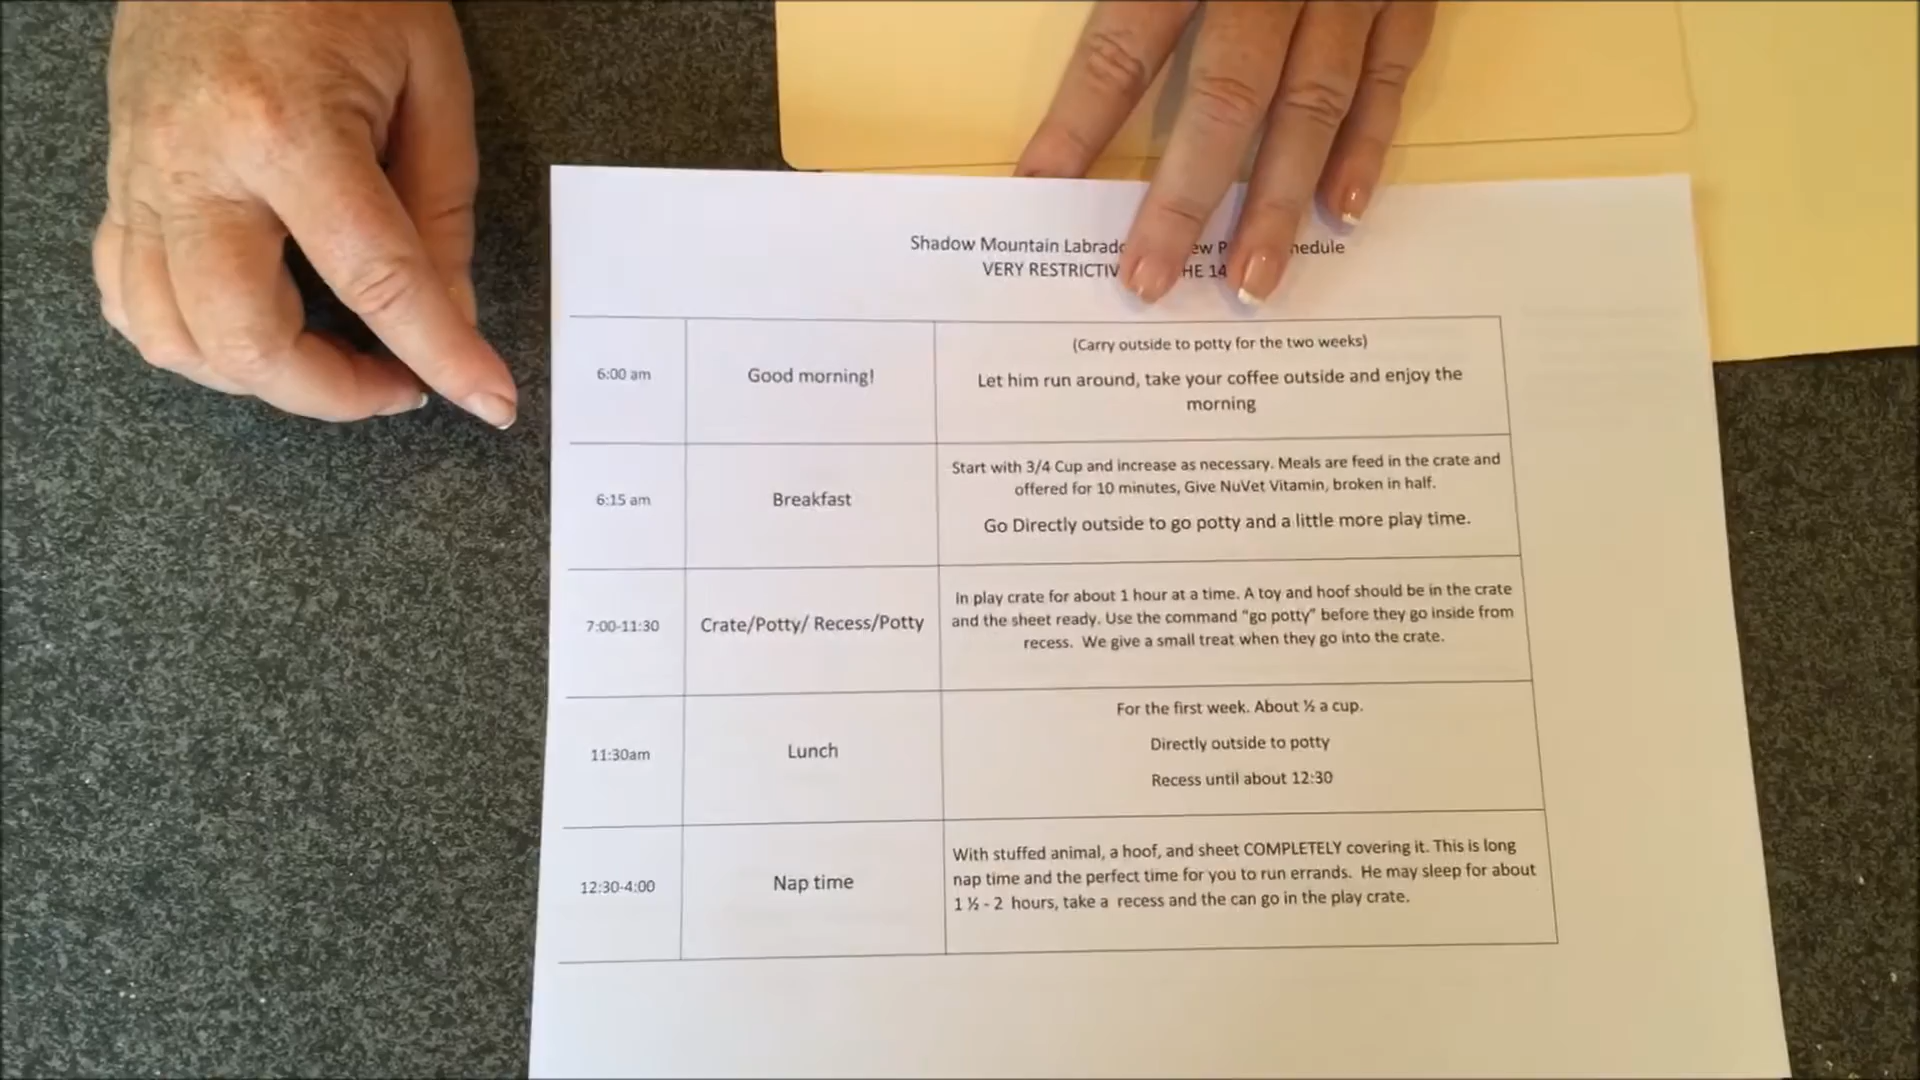 Shadow Mountain
VERY RESTRICTIV HE 14
6:00 am
Good morning!
(Carry outside to potty for the two weeks)
Let him run around, take your coffee outside and enjoy the
morning
6:15 am
Breakfast
Start with 3/4 Cup and increase as necessary. Meals are feed in the crate and
offered for 10 minutes, Give NuVet Vitamin, broken in half.
Go Directly outside to go potty and a little more play time.
7:00-11:30
Crate/Potty/ Recess/Potty
In play crate for about 1 hour at a time. A toy and hoof should be in the crate
and the sheet ready. Use the command "go potty" before they go inside from
recess. We give a small treat when they go into the crate.
11:30am
Lunch
For the first week. About ½ a cup.
Directly outside to potty
Recess until about 12:30
12:30-4:00
Nap time
With stuffed animal, a hoof, and sheet COMPLETELY covering it. This is long
nap time and the perfect time for you to run errands. He may sleep for about
1 ½ - 2 hours, take a recess and the can go in the play crate.